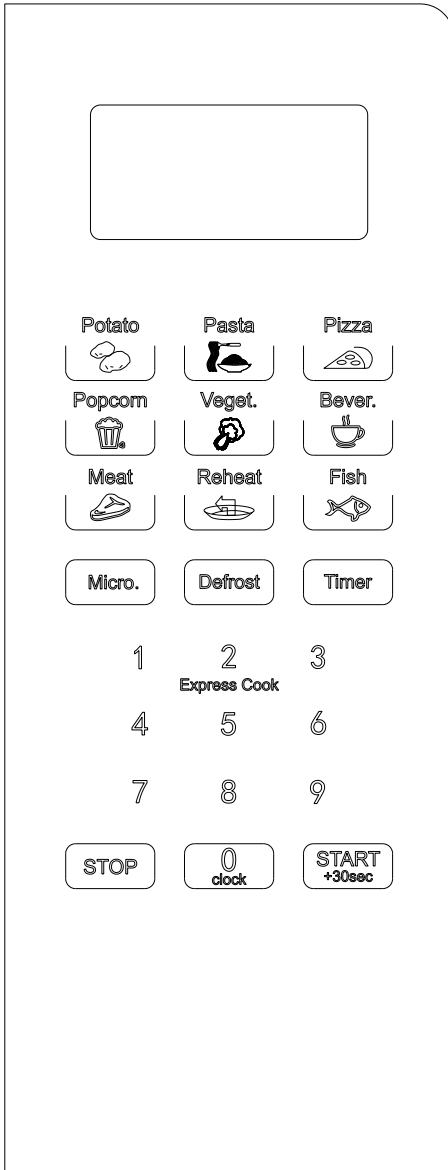 Potato Pasta Pizza
Popcorn Veget. Bever.
Meat Reheat Fish
Micro. Defrost Timer
1 2 3
Express Cook
4 5 6
7 8 9
STOP 0 START
clock +30sec